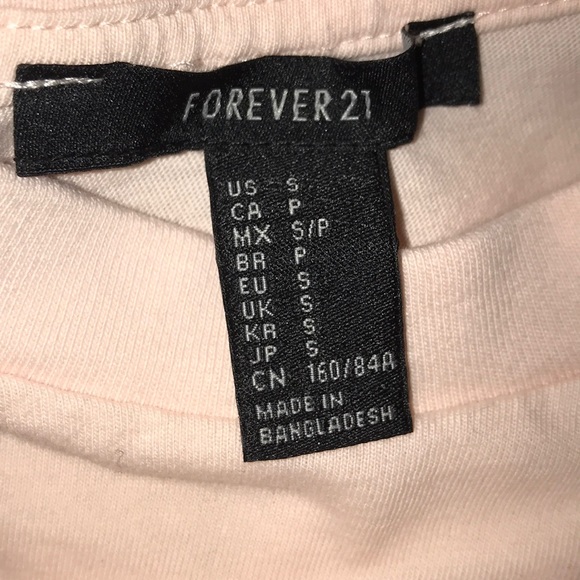 FOREVER 21
US S
CA P
MX S/P
BR P
EU S
UK S
KR S
JP S
CN 160/84A
MADE IN
BANGLADESH